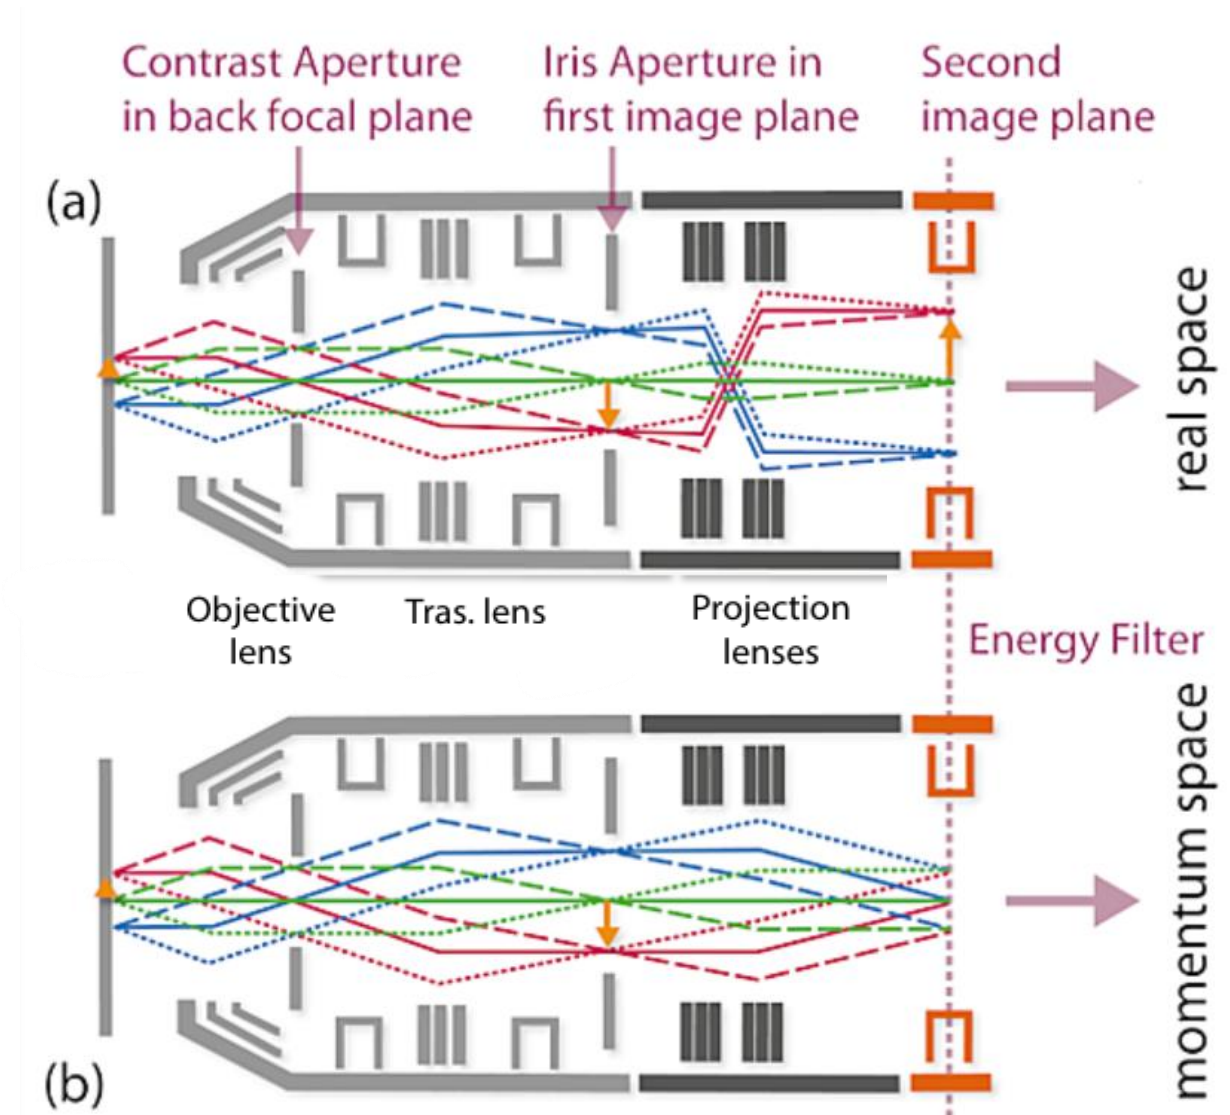 Contrast Aperture
in back focal plane
Iris Aperture in
first image plane
Second
image plane
(a)
real space
Objective
lens
Tras. lens
Projection
lenses
Energy Filter
momentum space
(b)